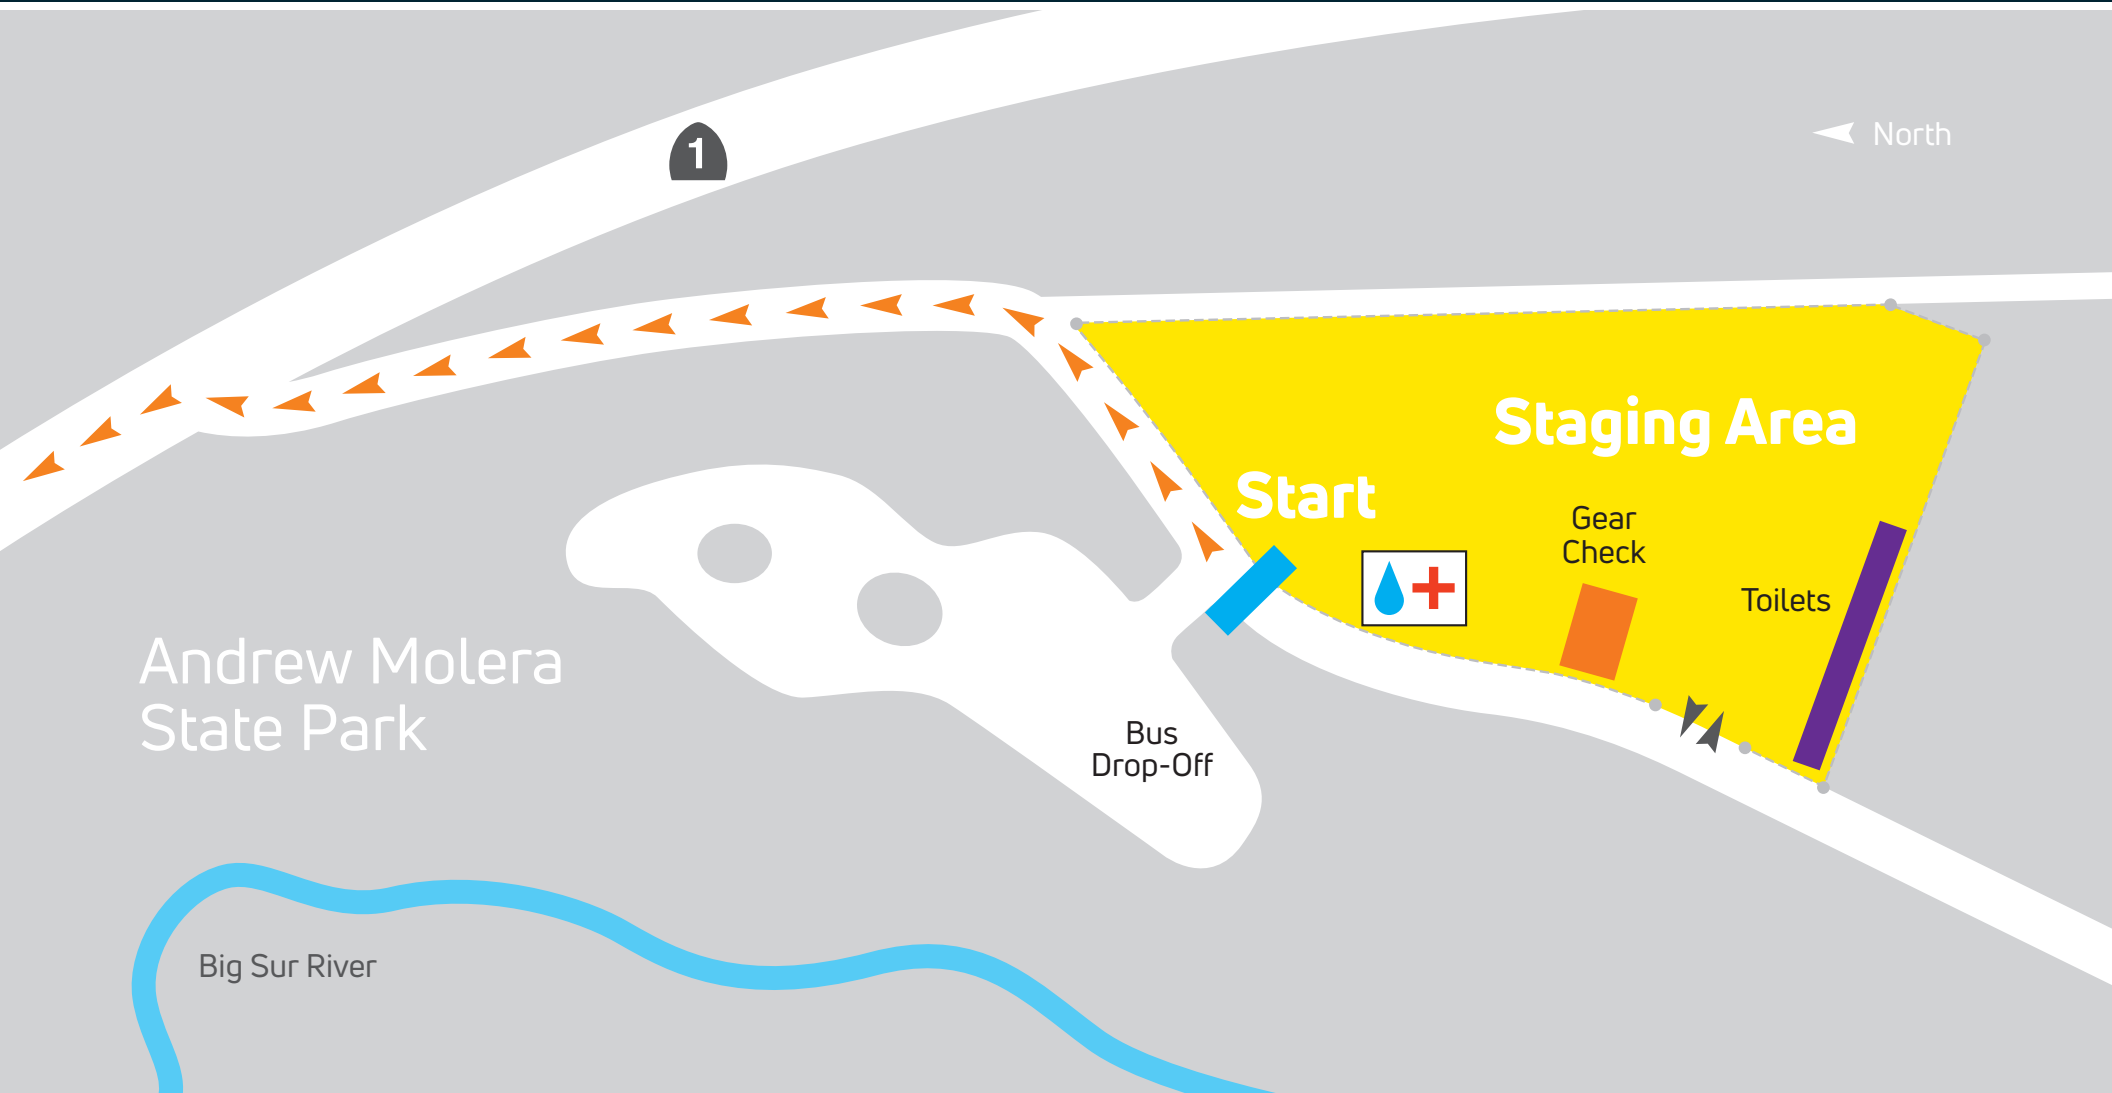 1
North
Staging Area
Start
Gear
Check
Toilets
Andrew Molera
State Park
Bus
Drop-Off
Big Sur River